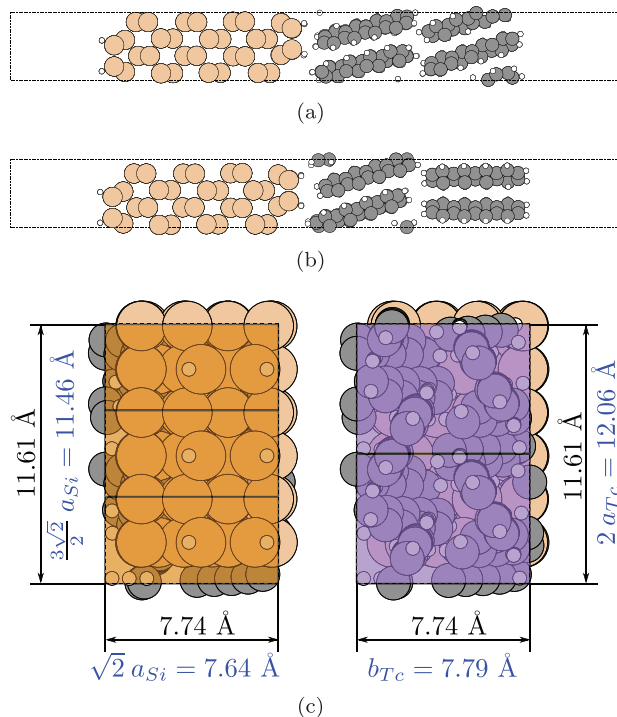 (a)
(b)
11.61 Å
3√2/2 a_Si = 11.46 Å
11.61 Å
2 a_Tc = 12.06 Å
7.74 Å
7.74 Å
√2 a_Si = 7.64 Å
b_Tc = 7.79 Å
(c)